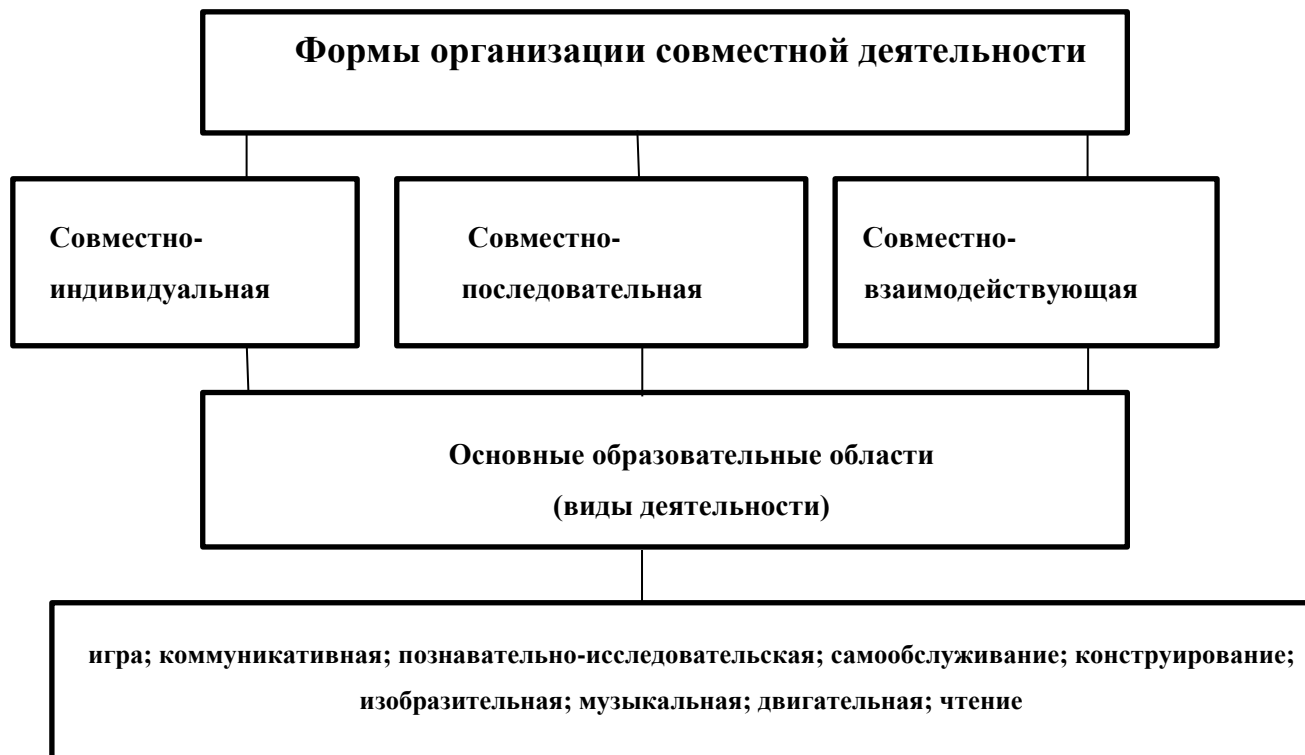 Формы организации совместной деятельности
Совместно-
индивидуальная
Совместно-
последовательная
Совместно-
взаимодействующая
Основные образовательные области
(виды деятельности)
игра; коммуникативная; познавательно-исследовательская; самообслуживание; конструирование;
изобразительная; музыкальная; двигательная; чтение